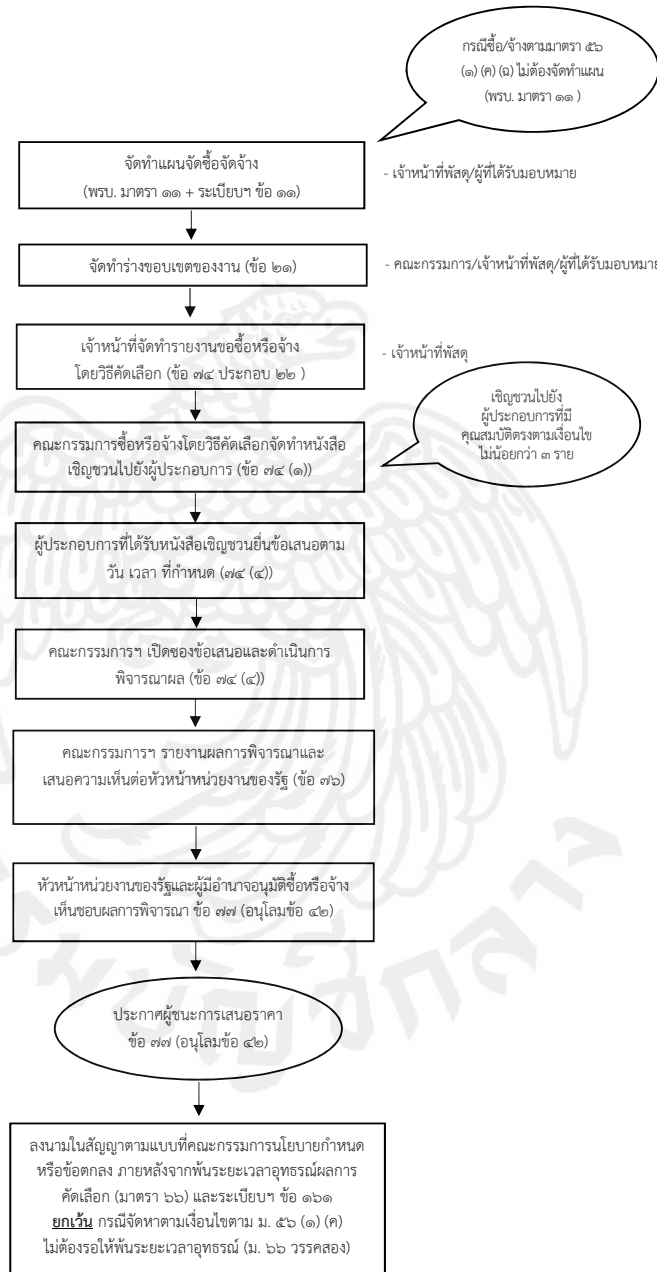 กรณีซื้อ/จ้างตามมาตรา ๕๖
(๑) (ค) (ฉ) ไม่ต้องจัดทำแผน
(พรบ. มาตรา ๑๑ )
จัดทำแผนจัดซื้อจัดจ้าง
(พรบ. มาตรา ๑๑ + ระเบียบฯ ข้อ ๑๑)
- เจ้าหน้าที่พัสดุ/ผู้ที่ได้รับมอบหมาย
จัดทำร่างขอบเขตของงาน (ข้อ ๒๑)
- คณะกรรมการ/เจ้าหน้าที่พัสดุ/ผู้ที่ได้รับมอบหมาย
เจ้าหน้าที่จัดทำรายงานขอซื้อหรือจ้าง
โดยวิธีคัดเลือก (ข้อ ๗๔ ประกอบ ๒๒ )
- เจ้าหน้าที่พัสดุ
เชิญชวนไปยัง
ผู้ประกอบการที่มี
คุณสมบัติตรงตามเงื่อนไข
ไม่น้อยกว่า ๓ ราย
คณะกรรมการซื้อหรือจ้างโดยวิธีคัดเลือกจัดทำหนังสือ
เชิญชวนไปยังผู้ประกอบการ (ข้อ ๗๔ (๑))
ผู้ประกอบการที่ได้รับหนังสือเชิญชวนยื่นข้อเสนอตาม
วัน เวลา ที่กำหนด (๗๔ (๔))
คณะกรรมการฯ เปิดซองข้อเสนอและดำเนินการ
พิจารณาผล (ข้อ ๗๔ (๔))
คณะกรรมการฯ รายงานผลการพิจารณาและ
เสนอความเห็นต่อหัวหน้าหน่วยงานของรัฐ (ข้อ ๗๖)
หัวหน้าหน่วยงานของรัฐและผู้มีอำนาจอนุมัติซื้อหรือจ้าง
เห็นชอบผลการพิจารณา ข้อ ๗๗ (อนุโลมข้อ ๔๒)
ประกาศผู้ชนะการเสนอราคา
ข้อ ๗๗ (อนุโลมข้อ ๔๒)
ลงนามในสัญญาตามแบบที่คณะกรรมการนโยบายกำหนด
หรือข้อตกลง ภายหลังจากพ้นระยะเวลาอุทธรณ์ผลการ
คัดเลือก (มาตรา ๖๖) และระเบียบฯ ข้อ ๑๖๑
ยกเว้น กรณีจัดหาตามเงื่อนไขตาม ม. ๕๖ (๑) (ค)
ไม่ต้องรอให้พ้นระยะเวลาอุทธรณ์ (ม. ๖๖ วรรคสอง)
กรมบัญชีกลาง